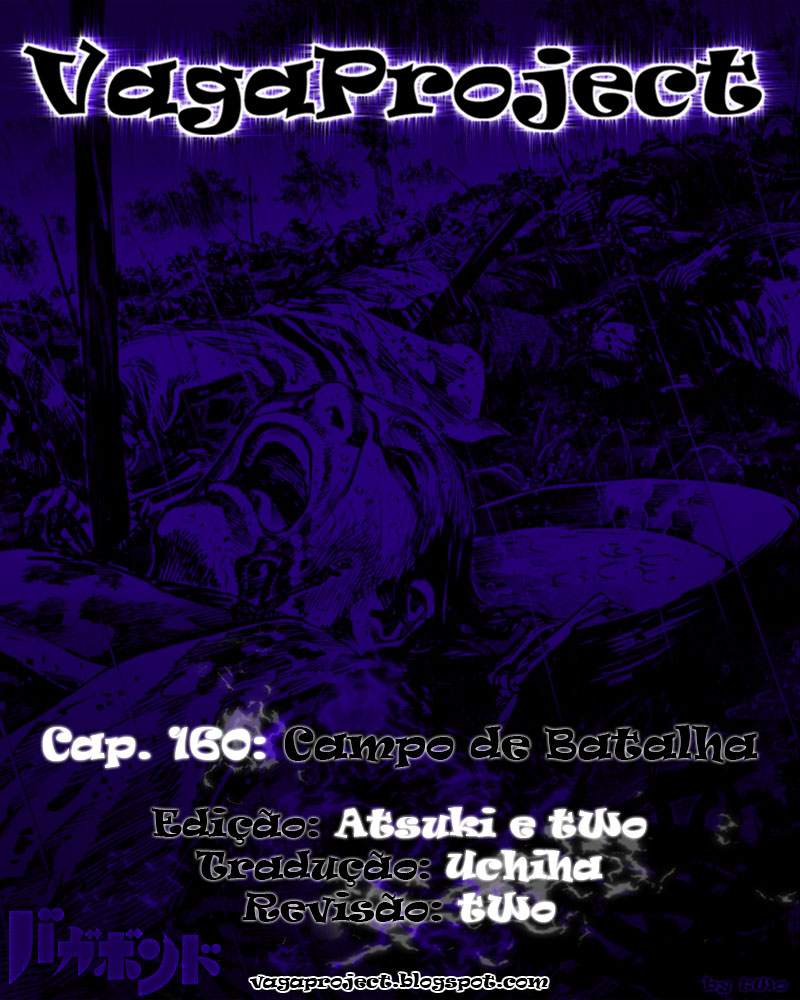 VagaProject
Cap. 160: Campo de Batalha
Edição: Atsuki e tWo
Tradução: Uchiha
Revisão: tWo
バガボンド
vagaproject.blogspot.com
by tWo